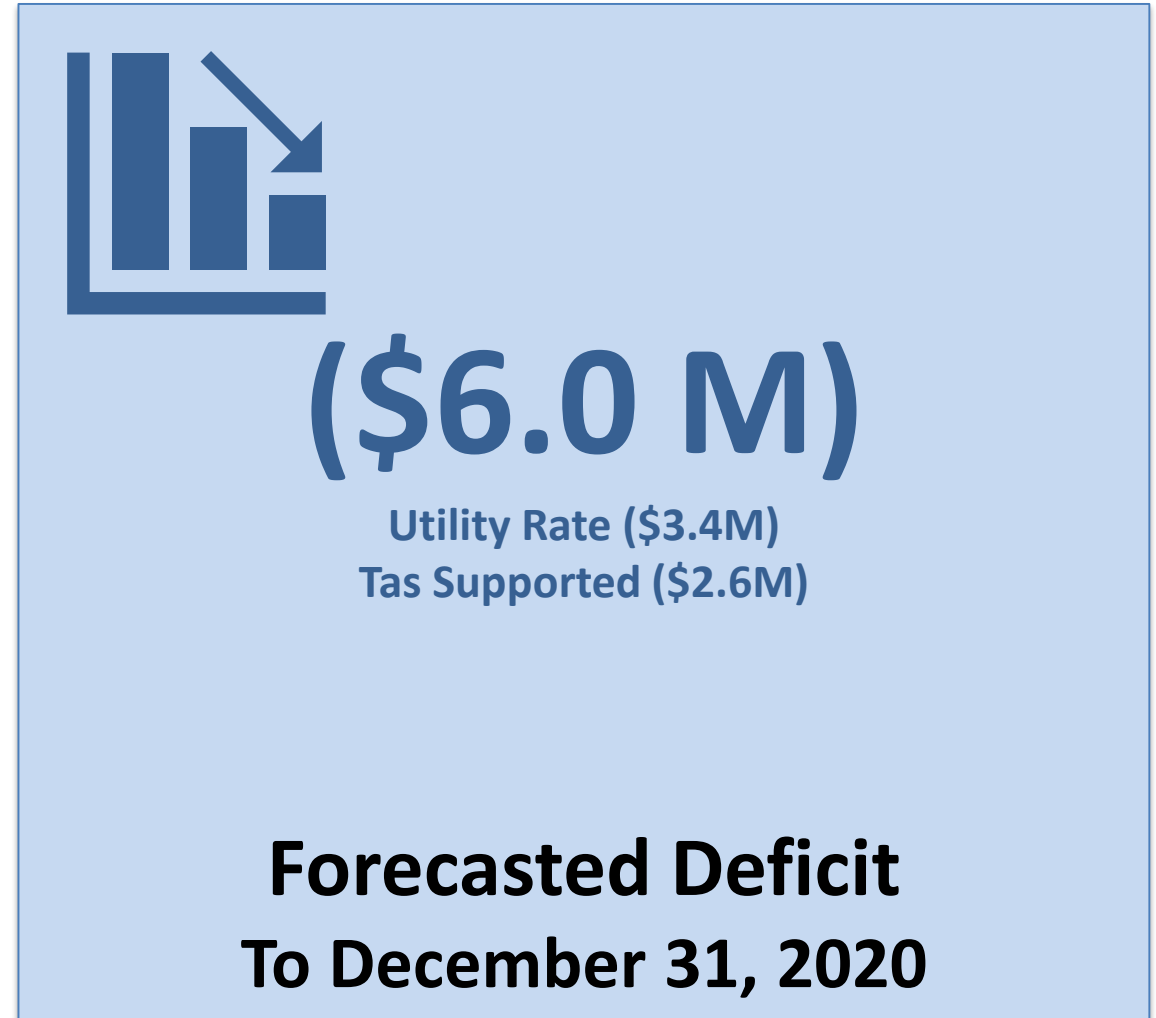 ($6.0 M)
Utility Rate ($3.4M)
Tas Supported ($2.6M)
Forecasted Deficit
To December 31, 2020